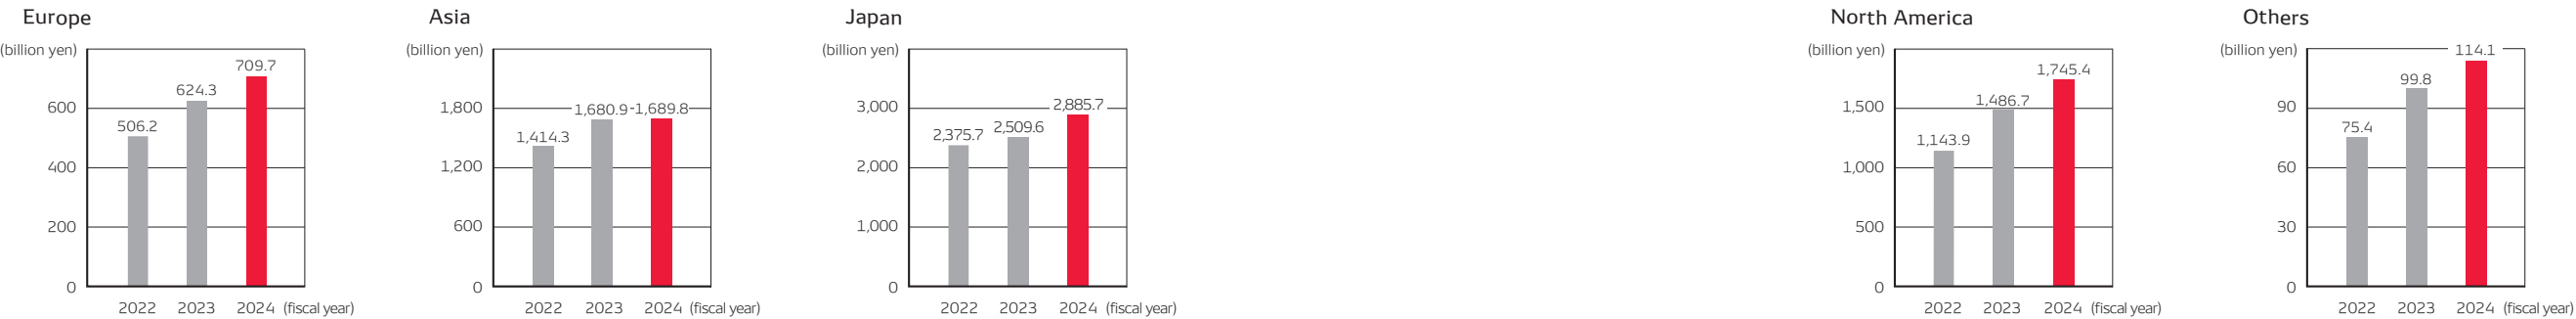 Europe
(billion yen)
709.7
624.3
600
506.2
400
200
0
2022 2023 2024 (fiscal year)
Asia
(billion yen)
1,800
1,680.9
1,689.8
1,414.3
1,200
600
0
2022 2023 2024 (fiscal year)
Japan
(billion yen)
3,000
2,885.7
2,375.7
2,509.6
2,000
1,000
0
2022 2023 2024 (fiscal year)
North America
(billion yen)
1,745.4
1,500
1,486.7
1,143.9
1,000
500
0
2022 2023 2024 (fiscal year)
Others
(billion yen)
114.1
99.8
90
75.4
60
30
0
2022 2023 2024 (fiscal year)